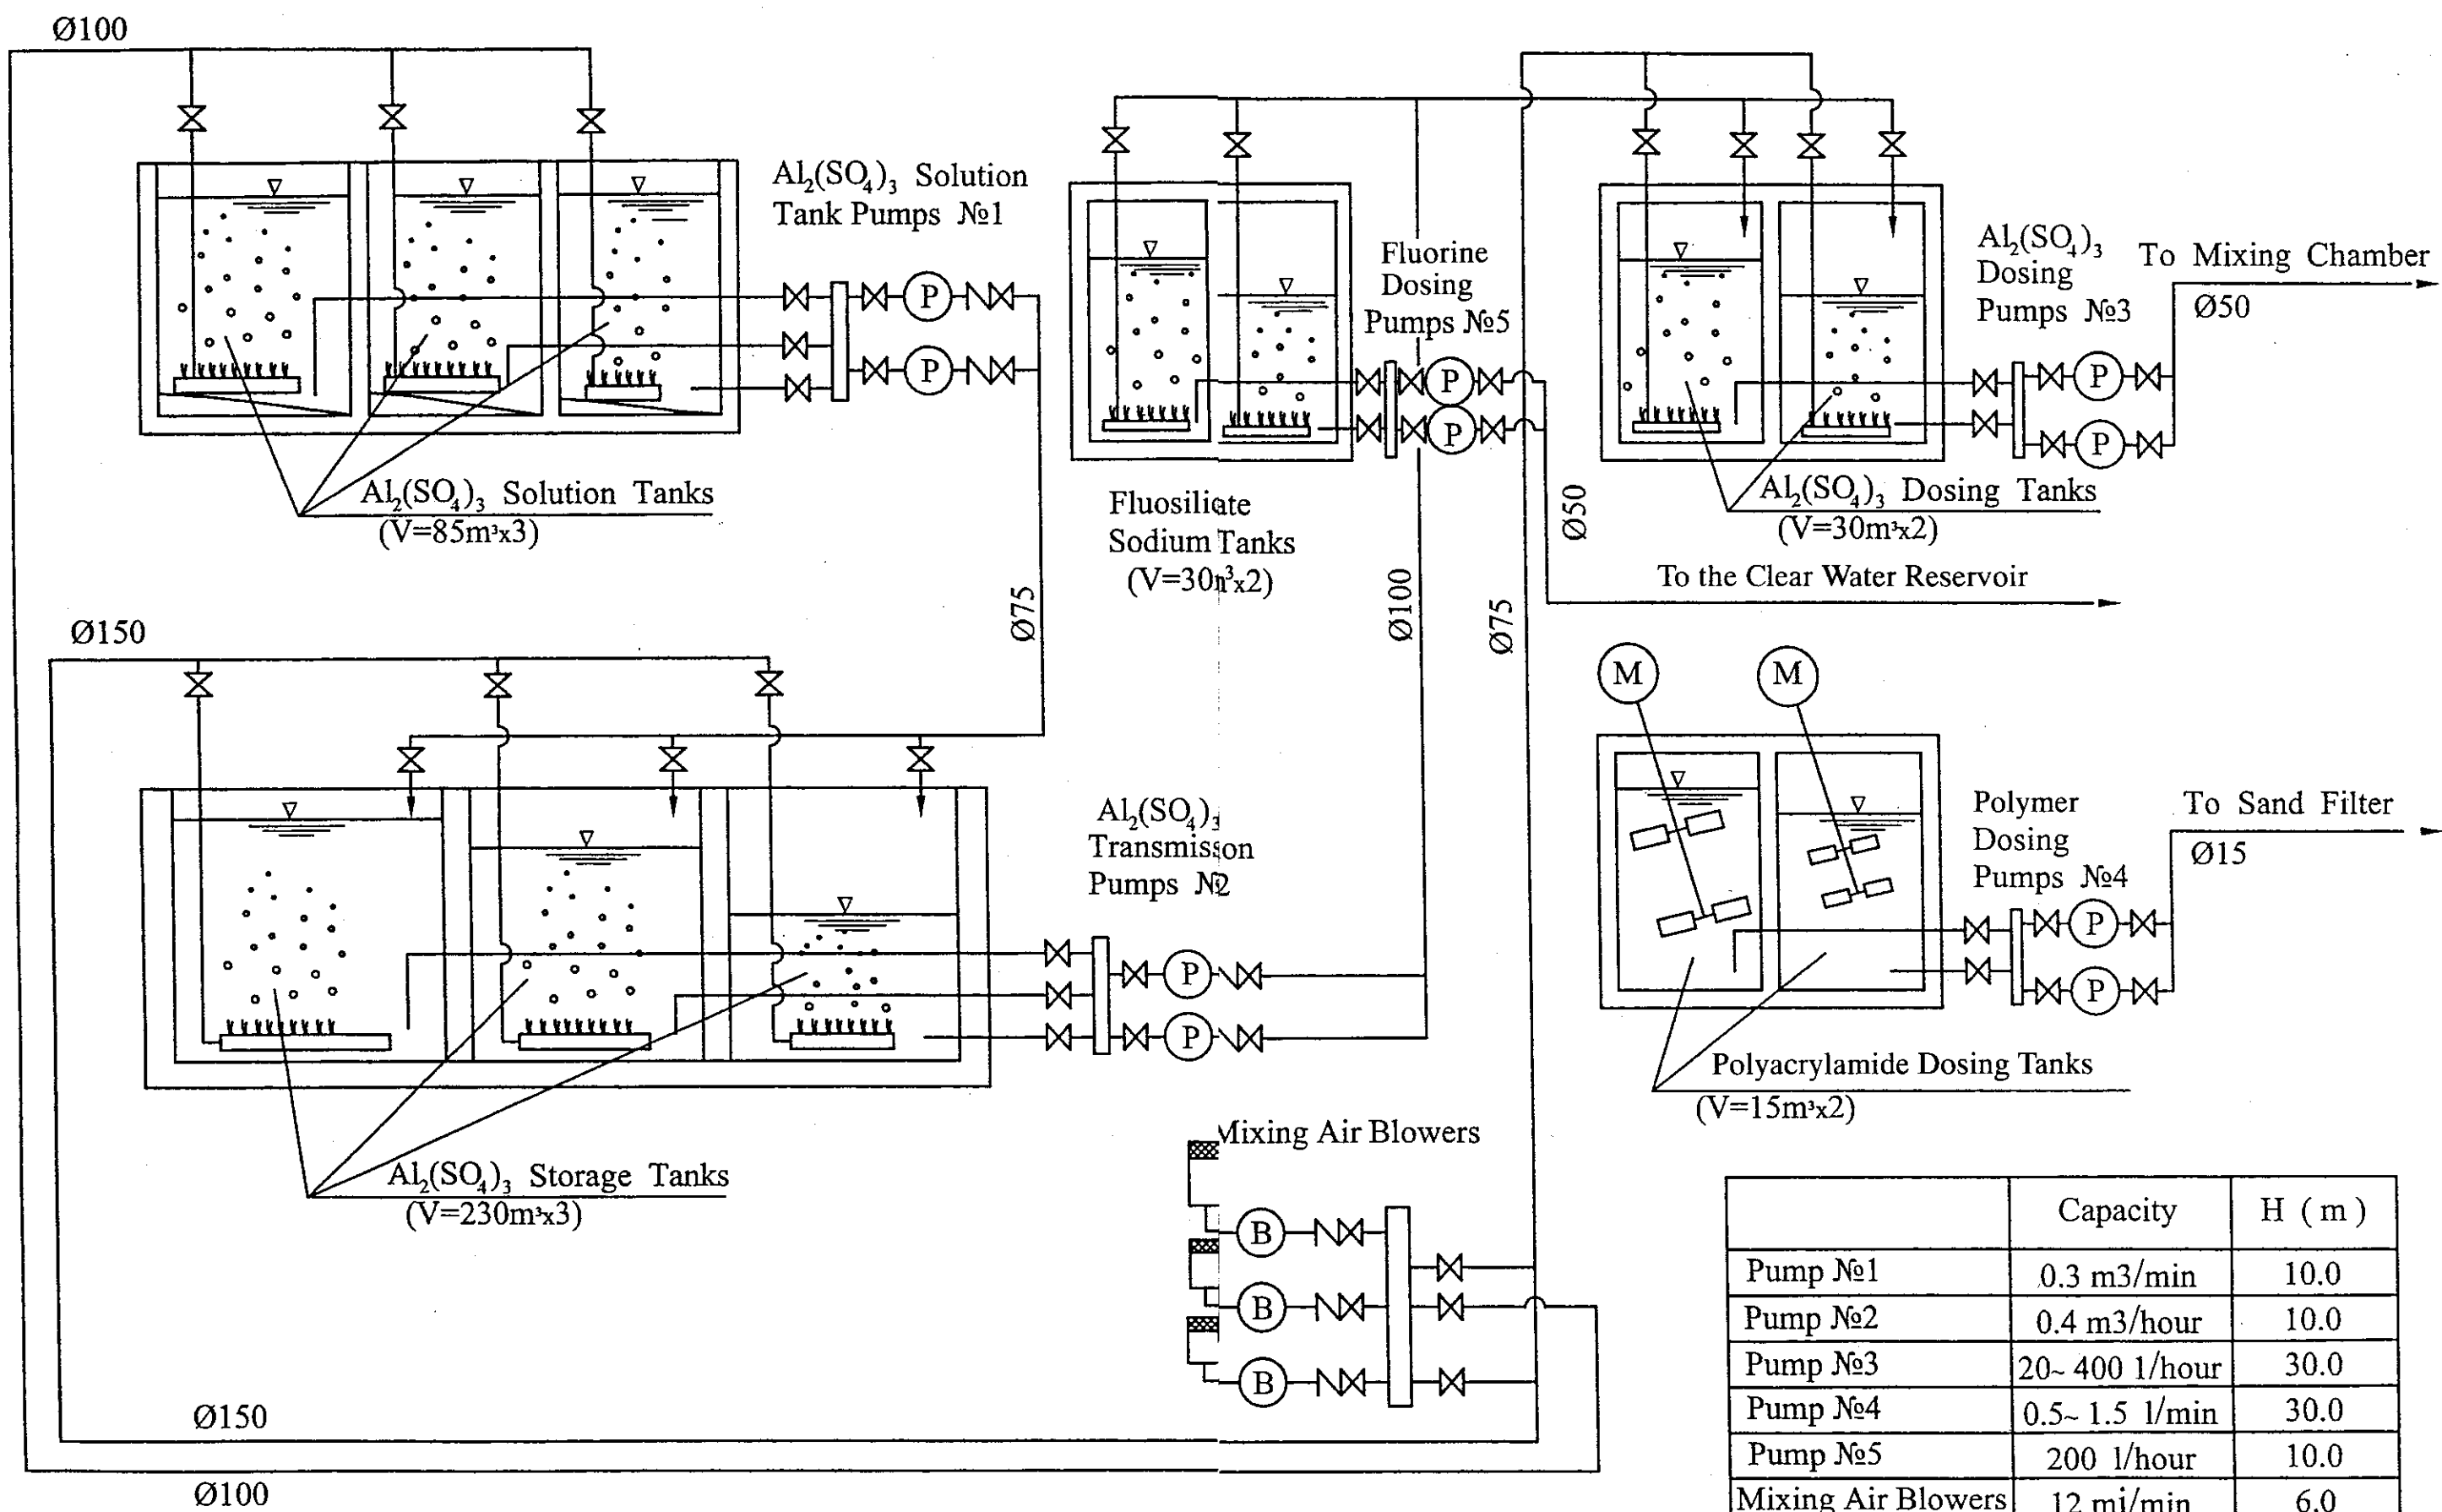 Ø100
Al₂(SO₄)₃ Solution
Tank Pumps №1
P
P
Al₂(SO₄)₃ Solution Tanks
(V=85m³x3)
Ø75
Fluorine
Dosing
Pumps №5
P
P
Fluosiliate
Sodium Tanks
(V=30m³x2)
Ø100
Ø75
Ø50
Al₂(SO₄)₃
Dosing
Pumps №3
To Mixing Chamber
Ø50
P
P
Al₂(SO₄)₃ Dosing Tanks
(V=30m³x2)
To the Clear Water Reservoir
Ø150
Al₂(SO₄)₃
Transmisson
Pumps №2
P
P
Al₂(SO₄)₃ Storage Tanks
(V=230m³x3)
M
M
Polymer
Dosing
Pumps №4
To Sand Filter
Ø15
P
P
Polyacrylamide Dosing Tanks
(V=15m³x2)
Mixing Air Blowers
B
B
B
Ø150
Ø100
Capacity H (m)
Pump №1 0.3 m3/min 10.0
Pump №2 0.4 m3/hour 10.0
Pump №3 20~400 l/hour 30.0
Pump №4 0.5~1.5 l/min 30.0
Pump №5 200 l/hour 10.0
Mixing Air Blowers 12 mj/min 6.0